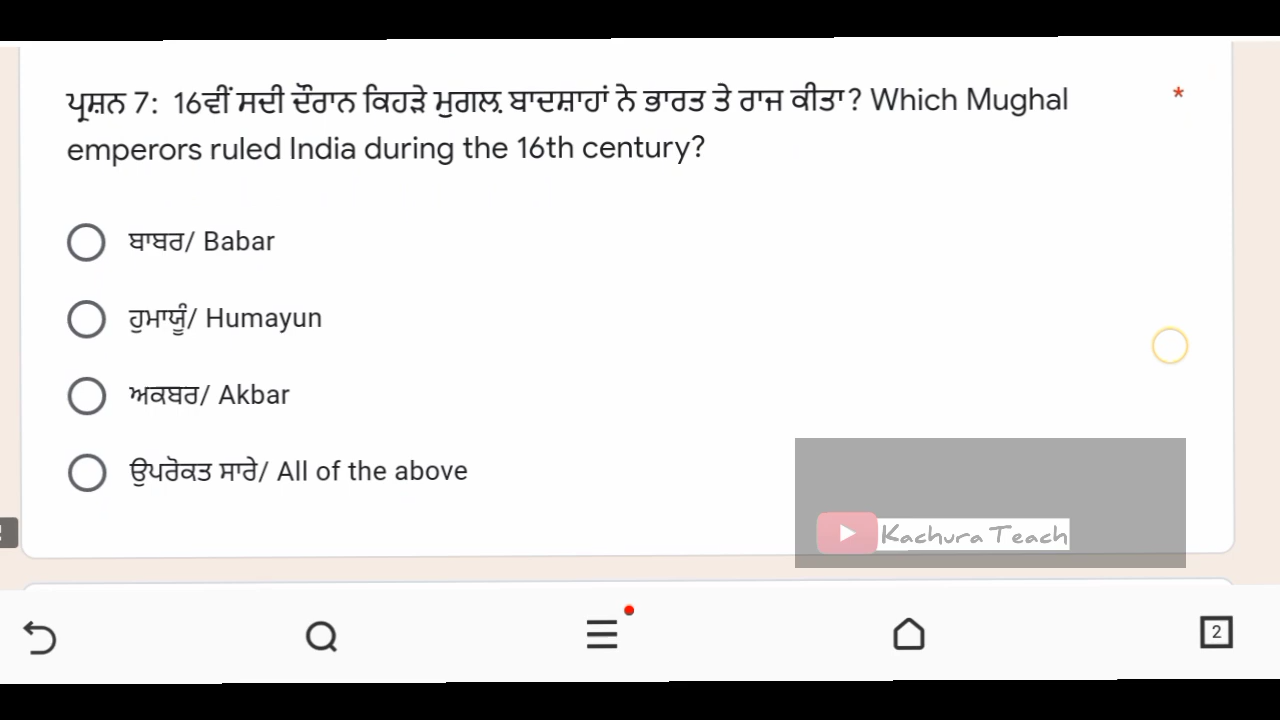 ਪ੍ਰਸ਼ਨ 7: 16ਵੀਂ ਸਦੀ ਦੌਰਾਨ ਕਿਹੜੇ ਮੁਗਲ਼ ਬਾਦਸ਼ਾਹਾਂ ਨੇ ਭਾਰਤ ਤੇ ਰਾਜ ਕੀਤਾ? Which Mughal *
emperors ruled India during the 16th century?
ਬਾਬਰ/ Babar
ਹੁਮਾਯੂੰ/ Humayun
ਅਕਬਰ/ Akbar
ਉਪਰੋਕਤ ਸਾਰੇ/ All of the above
Kachura Teach
2